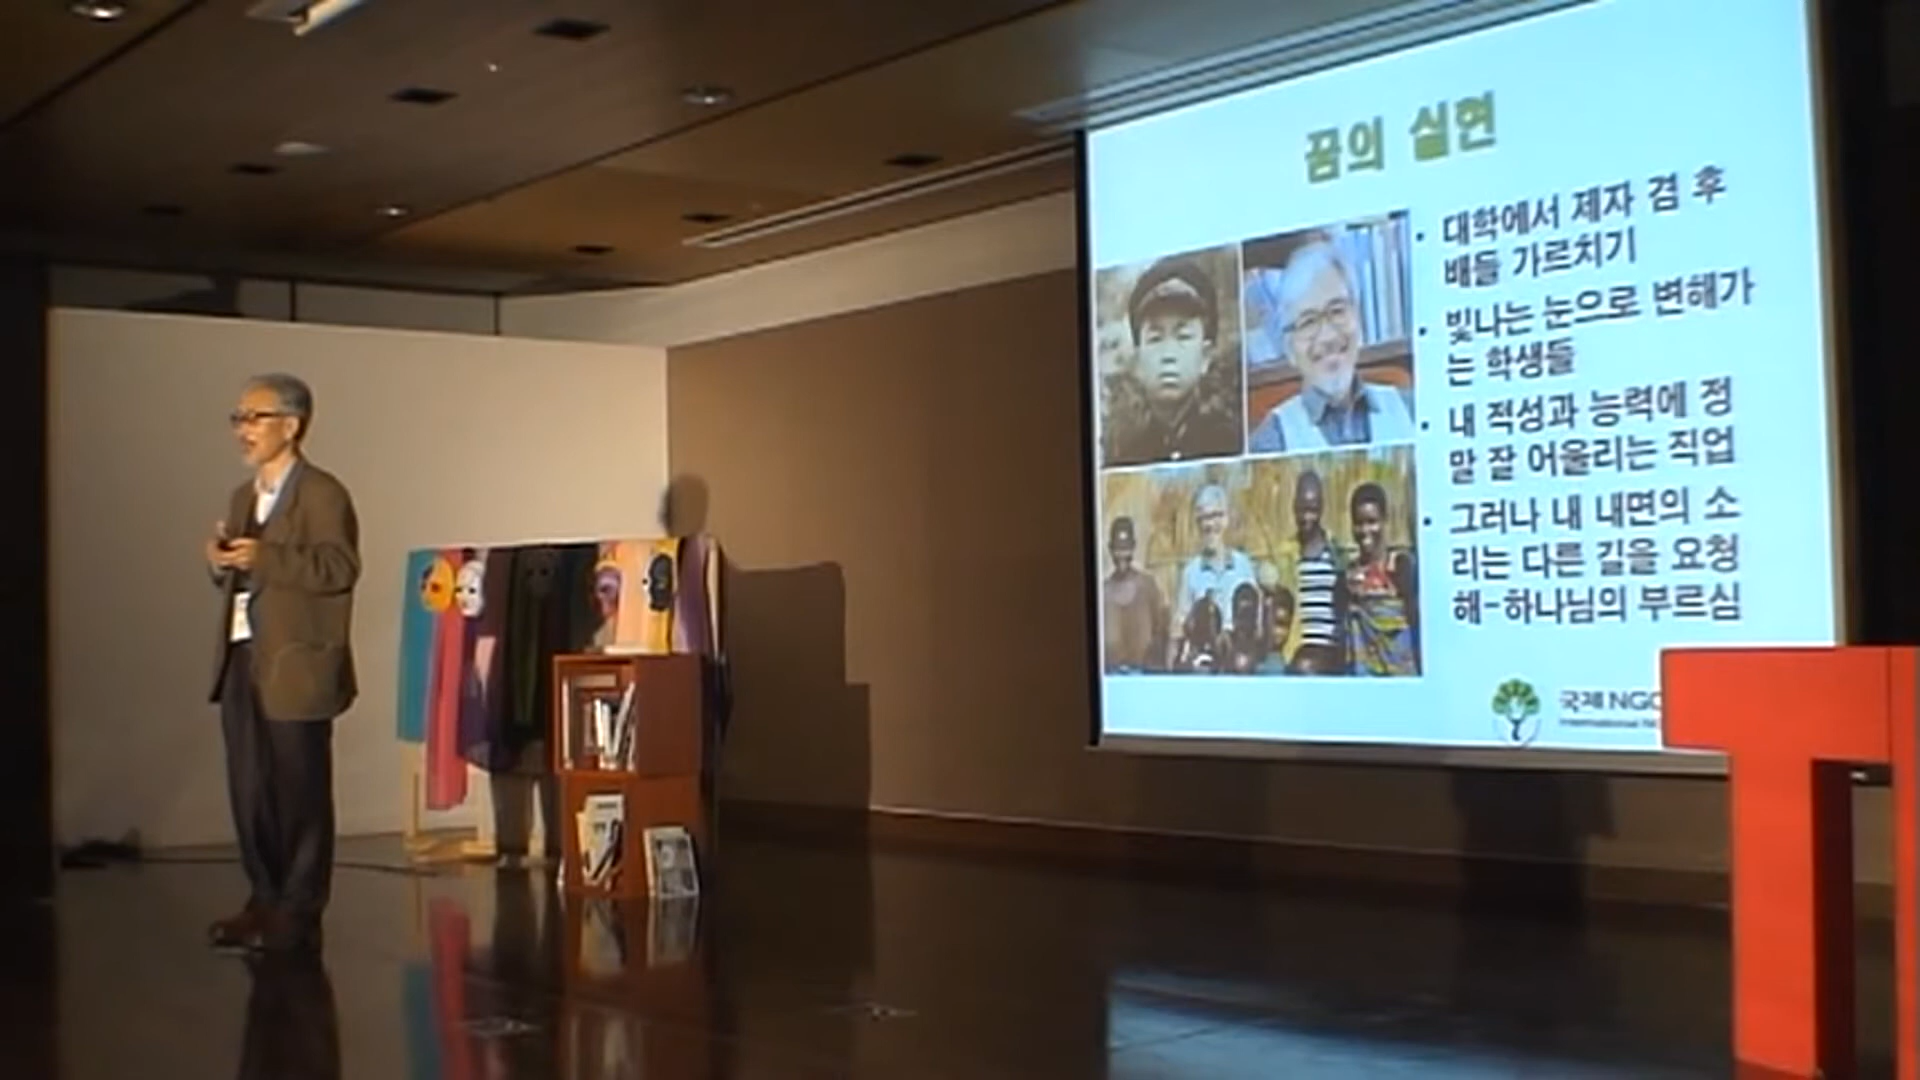 꿈의 실현
• 대학에서 제자 겸 후
배들 가르치기
• 빛나는 눈으로 변해가
는 학생들
• 내 적성과 능력에 정
말 잘 어울리는 직업
• 그러나 내 내면의 소
리는 다른 길을 요청
해-하나님의 부르심
국제 NGO
International